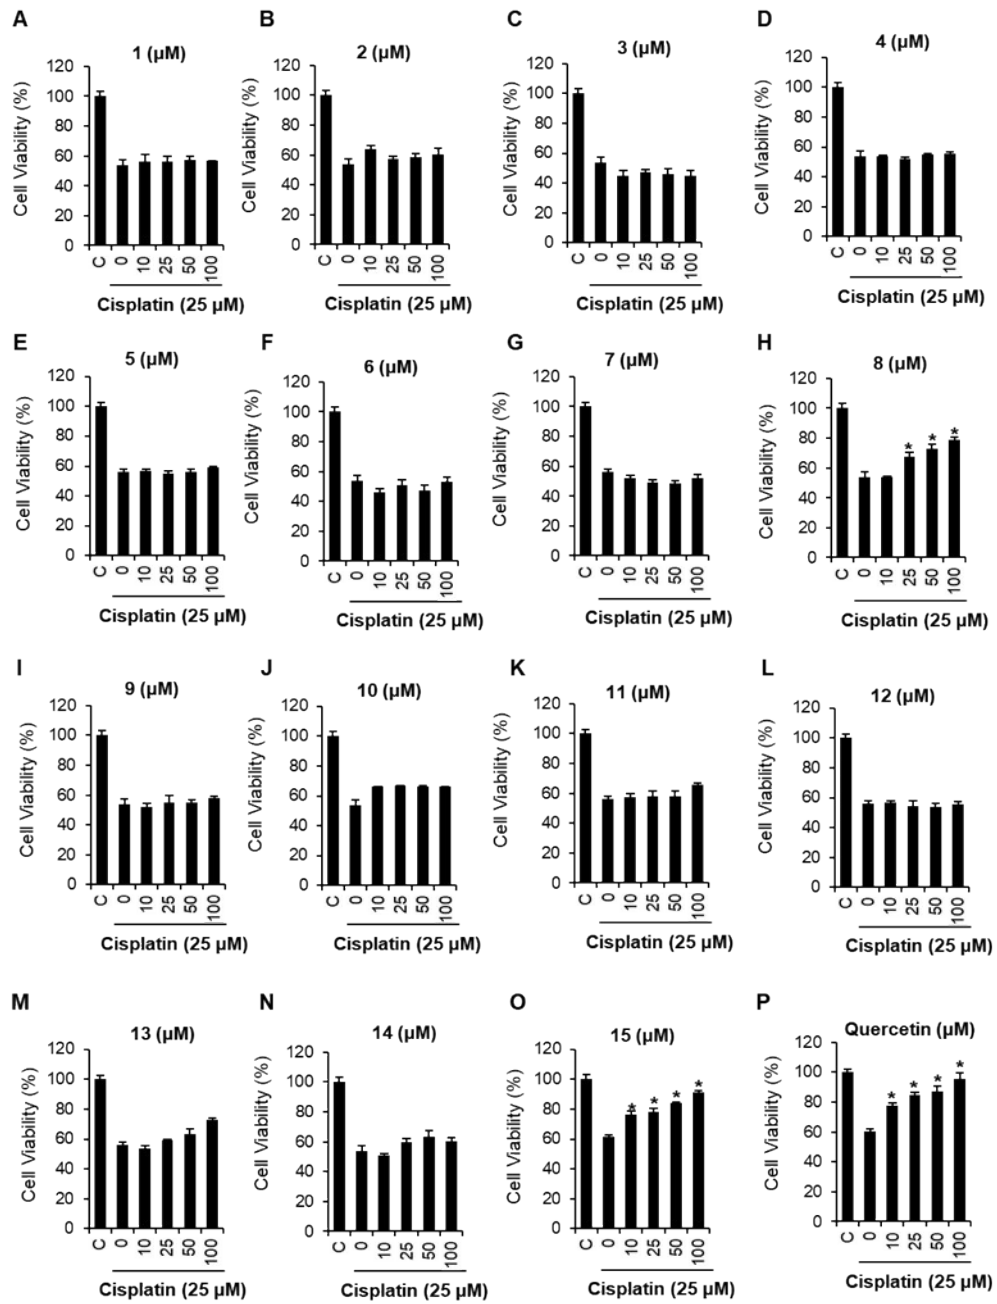 A B C D
1 (µM) 2 (µM) 3 (µM) 4 (µM)
Cell Viability (%) Cell Viability (%) Cell Viability (%) Cell Viability (%)
120 120 120 120
100 100 100 100
80 80 80 80
60 60 60 60
40 40 40 40
20 20 20 20
0 0 0 0
C 0 10 25 50 100 C 0 10 25 50 100 C 0 10 25 50 100 C 0 10 25 50 100
Cisplatin (25 µM) Cisplatin (25 µM) Cisplatin (25 µM) Cisplatin (25 µM)
E F G H
5 (µM) 6 (µM) 7 (µM) 8 (µM)
Cell Viability (%) Cell Viability (%) Cell Viability (%) Cell Viability (%)
120 120 120 120
100 100 100 100
80 80 80 80
60 60 60 60
40 40 40 40
20 20 20 20
0 0 0 0
* * *
C 0 10 25 50 100 C 0 10 25 50 100 C 0 10 25 50 100 C 0 10 25 50 100
Cisplatin (25 µM) Cisplatin (25 µM) Cisplatin (25 µM) Cisplatin (25 µM)
I J K L
9 (µM) 10 (µM) 11 (µM) 12 (µM)
Cell Viability (%) Cell Viability (%) Cell Viability (%) Cell Viability (%)
120 120 120 120
100 100 100 100
80 80 80 80
60 60 60 60
40 40 40 40
20 20 20 20
0 0 0 0
C 0 10 25 50 100 C 0 10 25 50 100 C 0 10 25 50 100 C 0 10 25 50 100
Cisplatin (25 µM) Cisplatin (25 µM) Cisplatin (25 µM) Cisplatin (25 µM)
M N O P
13 (µM) 14 (µM) 15 (µM) Quercetin (µM)
Cell Viability (%) Cell Viability (%) Cell Viability (%) Cell Viability (%)
120 120 120 120
100 100 100 100
80 80 80 80
60 60 60 60
40 40 40 40
20 20 20 20
0 0 0 0
* * * * * * * *
C 0 10 25 50 100 C 0 10 25 50 100 C 0 10 25 50 100 C 0 10 25 50 100
Cisplatin (25 µM) Cisplatin (25 µM) Cisplatin (25 µM) Cisplatin (25 µM)